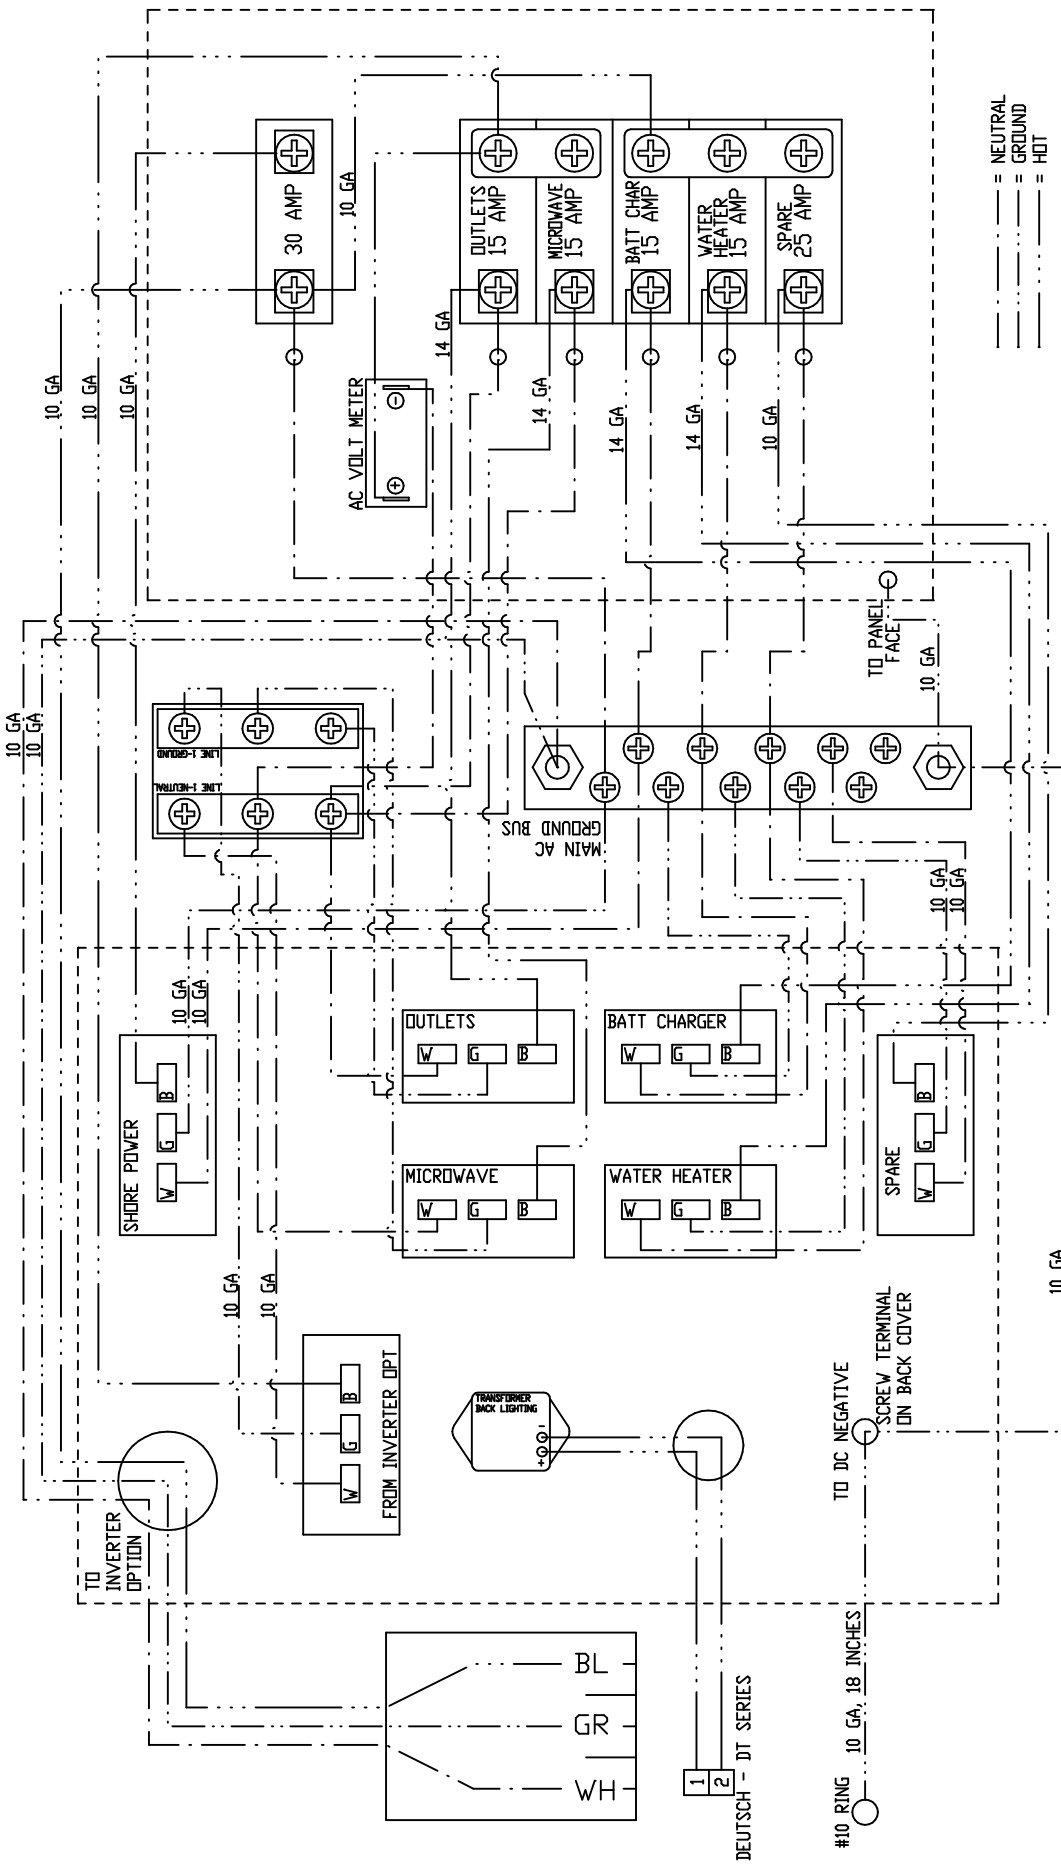 = NEUTRAL
= GROUND
= HOT
10 GA
30 AMP
OUTLETS
15 AMP
MICROWAVE
15 AMP
BATT CHAR
15 AMP
WATER
HEATER
15 AMP
SPARE
25 AMP
10 GA
10 GA
10 GA
14 GA
14 GA
14 GA
14 GA
10 GA
AC VOLT METER
-
+
TO PANEL
FACE
10 GA
10 GA
10 GA
LINE 1-GROUND
LINE 1-NEUTRAL
MAIN AC
GROUND BUS
10 GA
10 GA
10 GA
10 GA
SHORE POWER
B
G
W
OUTLETS
W
G
B
BATT CHARGER
W
G
B
MICROWAVE
W
G
B
WATER HEATER
W
G
B
SPARE
B
G
W
10 GA
10 GA
10 GA
FROM INVERTER OPT
B
G
W
TRANSFORMER
BACK LIGHTING
-
+
TO DC NEGATIVE
SCREW TERMINAL
ON BACK COVER
TO
INVERTER
OPTION
BL
GR
WH
1
2
DEUTSCH - DT SERIES
#10 RING
10 GA, 18 INCHES